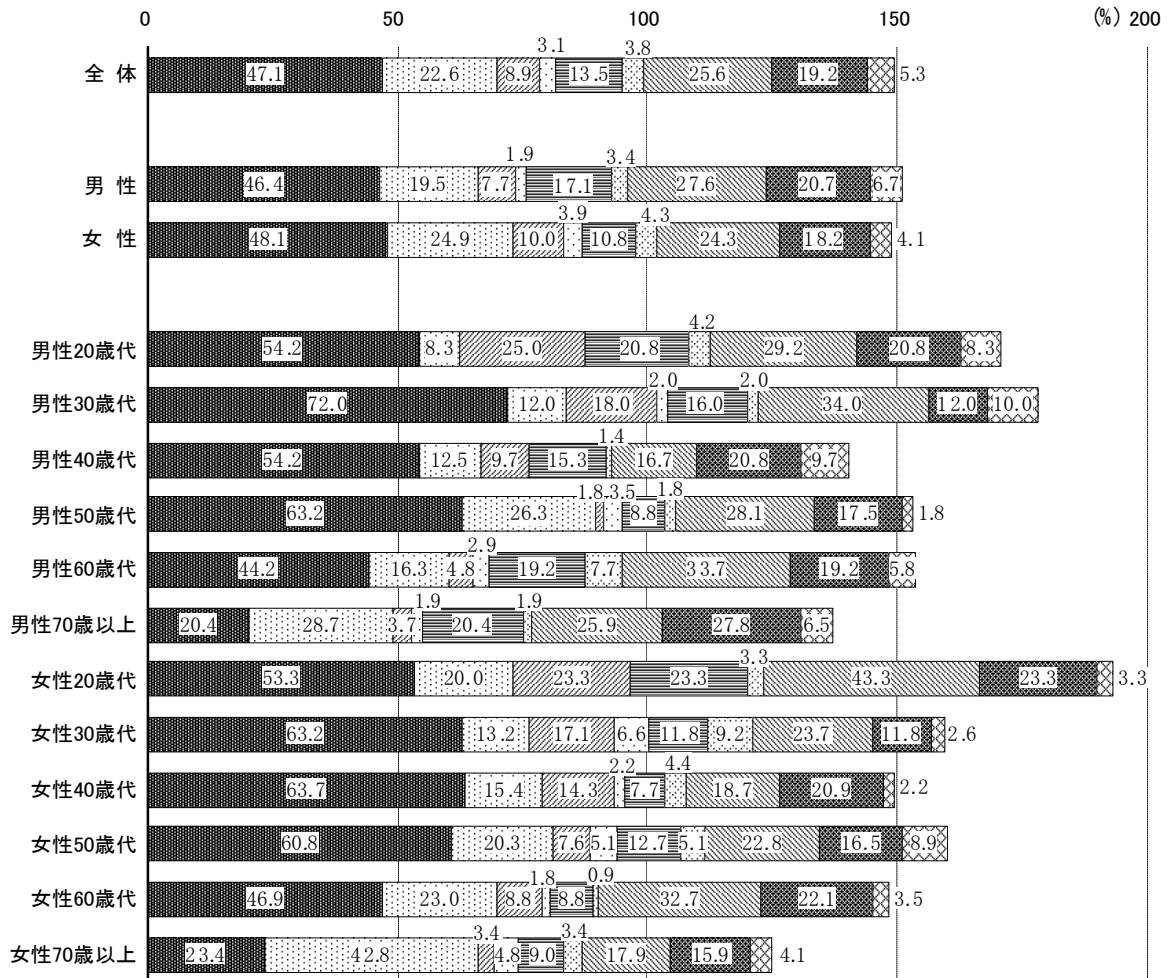 0 50 100 150 (%) 200
全 体 47.1 22.6 8.9 3.1 13.5 3.8 25.6 19.2 5.3
男 性 46.4 19.5 7.7 1.9 17.1 3.4 27.6 20.7 6.7
女 性 48.1 24.9 10.0 3.9 10.8 4.3 24.3 18.2 4.1
男性20歳代 54.2 8.3 25.0 20.8 4.2 29.2 20.8 8.3
男性30歳代 72.0 12.0 18.0 2.0 16.0 2.0 34.0 12.0 10.0
男性40歳代 54.2 12.5 9.7 15.3 1.4 16.7 20.8 9.7
男性50歳代 63.2 26.3 1.8 3.5 8.8 1.8 28.1 17.5 1.8
男性60歳代 44.2 16.3 4.8 2.9 19.2 7.7 33.7 19.2 5.8
男性70歳以上 20.4 28.7 3.7 1.9 20.4 1.9 25.9 27.8 6.5
女性20歳代 53.3 20.0 23.3 23.3 3.3 43.3 23.3 3.3
女性30歳代 63.2 13.2 17.1 6.6 11.8 9.2 23.7 11.8 2.6
女性40歳代 63.7 15.4 14.3 2.2 7.7 4.4 18.7 20.9 2.2
女性50歳代 60.8 20.3 7.6 5.1 12.7 5.1 22.8 16.5 8.9
女性60歳代 46.9 23.0 8.8 1.8 8.8 0.9 32.7 22.1 3.5
女性70歳以上 23.4 42.8 3.4 4.8 9.0 3.4 17.9 15.9 4.1